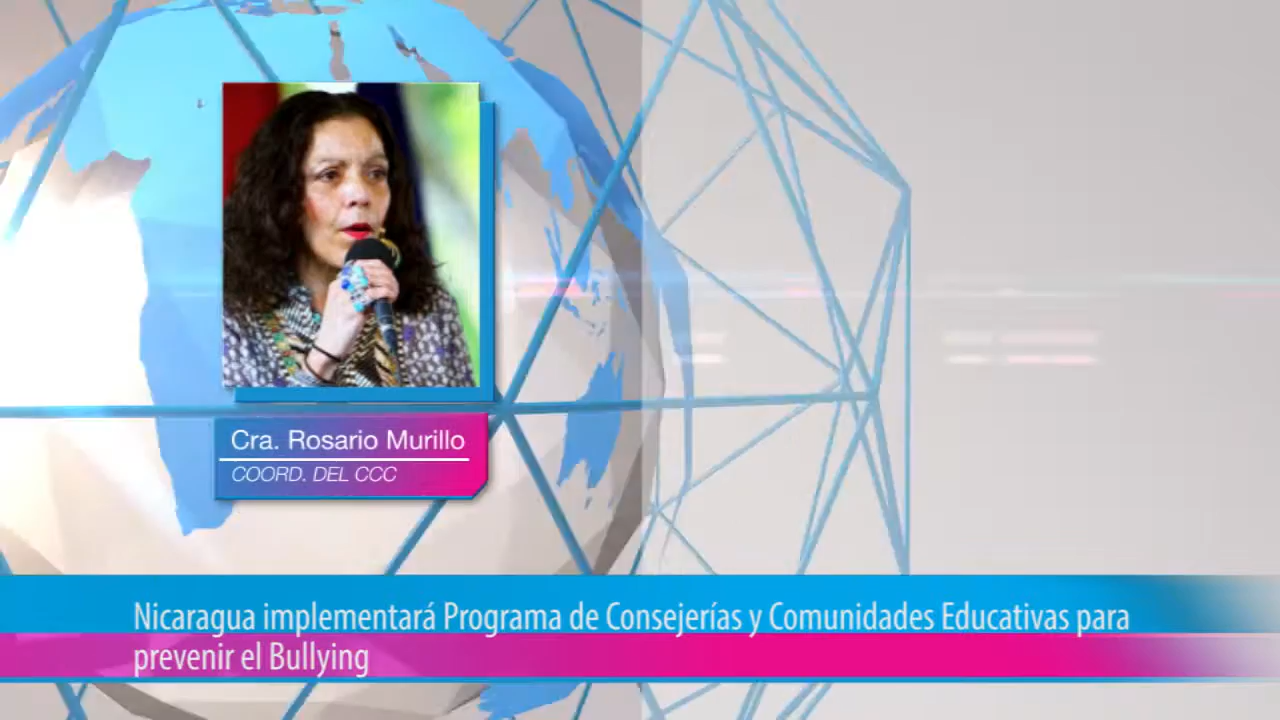 Cra. Rosario Murillo
COORD. DEL CCC
Nicaragua implementará Programa de Consejerías y Comunidades Educativas para
prevenir el Bullying